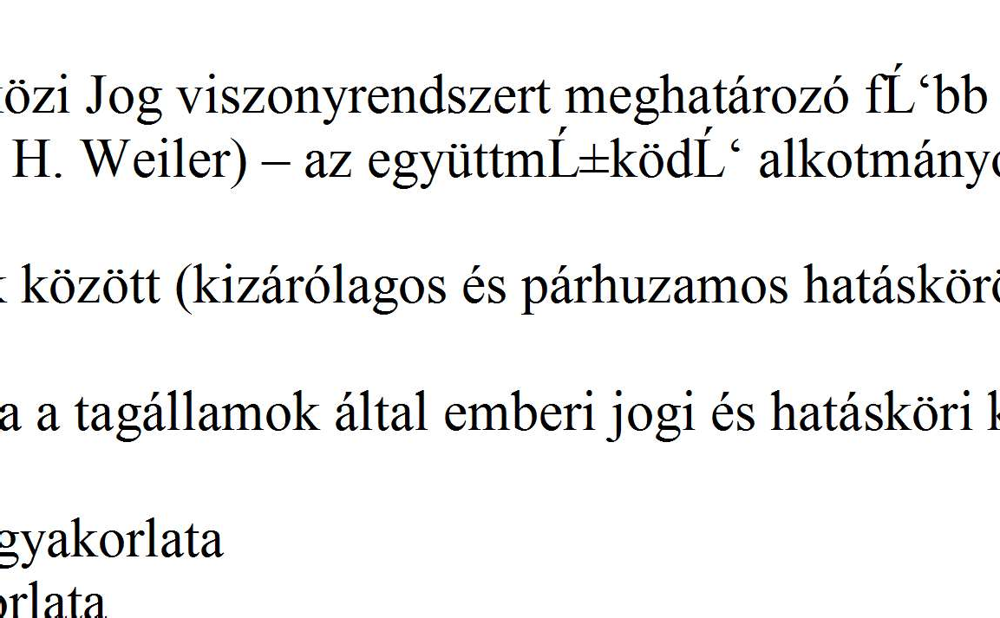 özi Jog viszonyrendszert meghatározó fĹ‘bb
H. Weiler) – az együttmĹ±ködĹ‘ alkotmányo
k között (kizárólagos és párhuzamos hatáskörö
a a tagállamok által emberi jogi és hatásköri k
gyakorlata
orlata